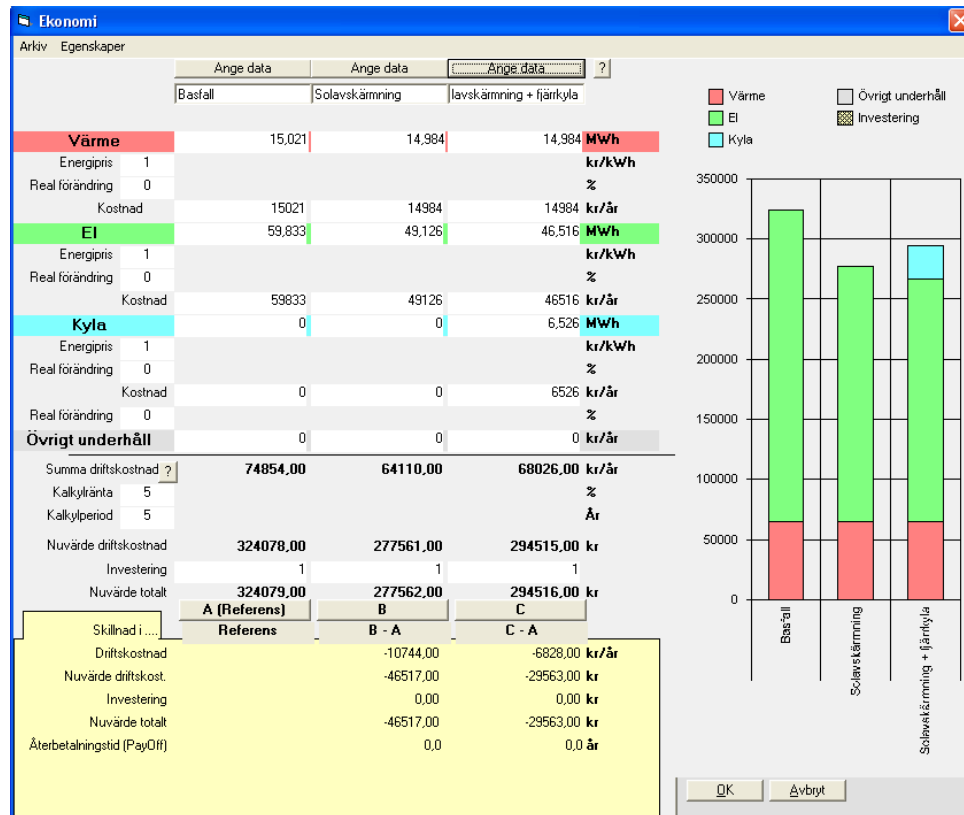 Ekonomi
Arkiv Egenskaper
Ange data Ange data Ange data ?
Basfall Solavskärmning lavskärmning + fjärrkyla
Värme 15,021 14,984 14,984 MWh
Energipris 1 kr/kWh
Real förändring 0 %
Kostnad 15021 14984 14984 kr/år
El 59,833 49,126 46,516 MWh
Energipris 1 kr/kWh
Real förändring 0 %
Kostnad 59833 49126 46516 kr/år
Kyla 0 0 6,526 MWh
Energipris 1 kr/kWh
Real förändring 0 %
Kostnad 0 0 6526 kr/år
Real förändring 0 %
Övrigt underhåll 0 0 0 kr/år
Summa driftskostnad ? 74854,00 64110,00 68026,00 kr/år
Kalkylränta 5 %
Kalkylperiod 5 År
Nuvärde driftskostnad 324078,00 277561,00 294515,00 kr
Investering 1 1 1
Nuvärde totalt 324079,00 277562,00 294516,00 kr
A (Referens) B C
Skillnad i .... Referens B - A C - A
Driftskostnad -10744,00 -6828,00 kr/år
Nuvärde driftskost. -46517,00 -29563,00 kr
Investering 0,00 0,00 kr
Nuvärde totalt -46517,00 -29563,00 kr
Återbetalningstid (PayOff) 0,0 0,0 år
Värme Övrigt underhåll
El Investering
Kyla
350000
300000
250000
200000
150000
100000
50000
0
Basfall
Solavskärmning
Solavskärmning + fjärrkyla
OK Avbryt